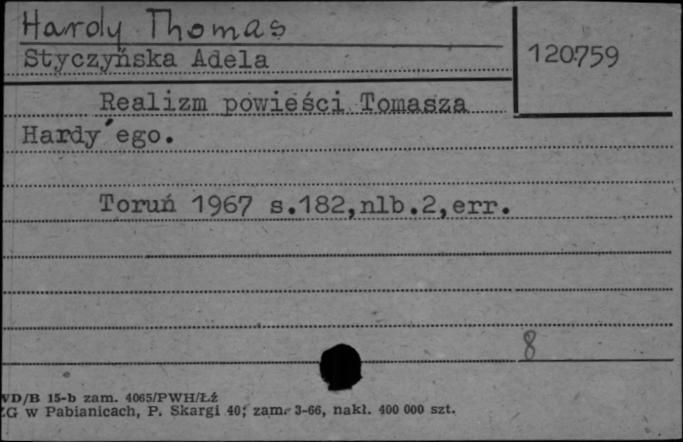 Hardy Thomas
Styczyńska Adela
120759
Realizm powieści Tomasza
Hardy'ego.
Toruń 1967 s.182,nlb.2,err.
8
VD/B 15-b zam. 4065/PWH/Łź
ZG w Pabianicach, P. Skargi 40; zam. 3-66, nakł. 400 000 szt.